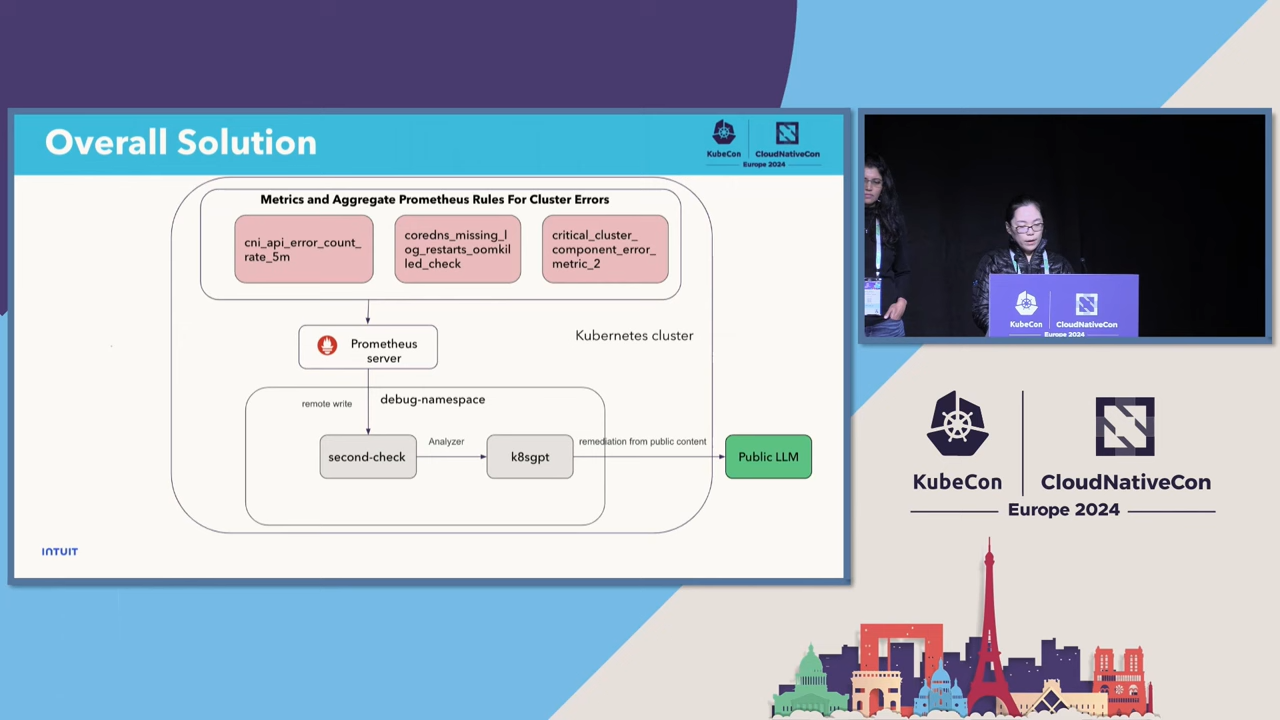 Overall Solution
KubeCon
CloudNativeCon
Europe 2024
Metrics and Aggregate Prometheus Rules For Cluster Errors
cni_api_error_count_
rate_5m
coredns_missing_l
og_restarts_oomkil
led_check
critical_cluster_
component_error_
metric_2
Prometheus
server
Kubernetes cluster
remote write
debug-namespace
second-check
Analyzer
k8sgpt
remediation from public content
Public LLM
INTUIT
KubeCon
CloudNativeCon
Europe 2024
KubeCon
CloudNativeCon
Europe 2024